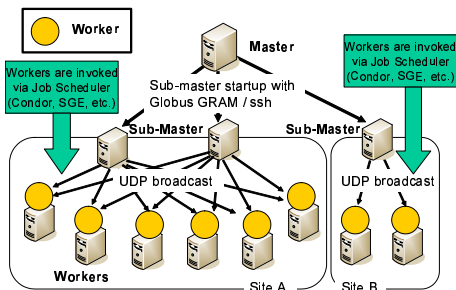 Worker
Master
Workers are invoked
via Job Scheduler
(Condor, SGE, etc.)
Workers are invoked
via Job Scheduler
(Condor, SGE, etc.)
Sub-master startup with
Globus GRAM / ssh
Sub-Master
Sub-Master
UDP broadcast
UDP broadcast
Workers
Site A
Site B